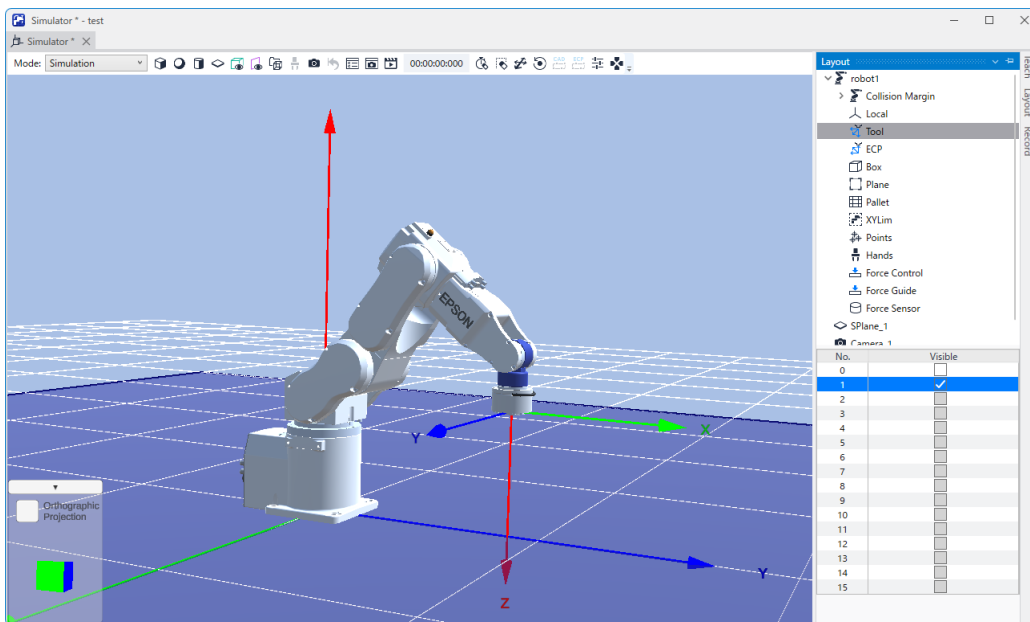 Simulator * - test
Simulator *
Mode: Simulation
00:00:00:000
CAD
ECP
Layout
robot1
Collision Margin
Local
Tool
ECP
Box
Plane
Pallet
XYLim
Points
Hands
Force Control
Force Guide
Force Sensor
SPlane_1
Camera_1
Teach
Layout
Record
No. Visible
0
1
2
3
4
5
6
7
8
9
10
11
12
13
14
15
EPSON
X
Y
Z
Y
Orthographic
Projection